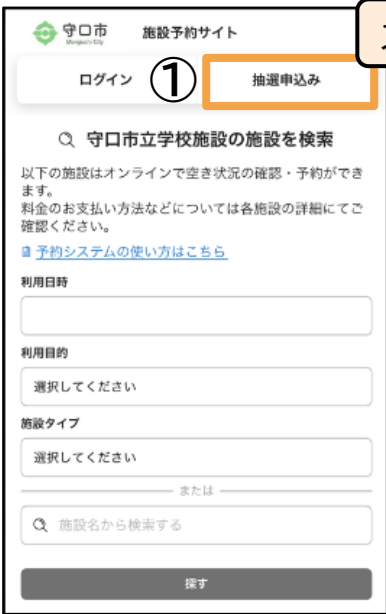 守口市 施設予約サイト
Moriguchi City
ログイン ① 抽選申込み
守口市立学校施設の施設を検索
以下の施設はオンラインで空き状況の確認・予約ができ
ます。
料金のお支払い方法などについては各施設の詳細にてご
確認ください。
予約システムの使い方はこちら
利用日時
利用目的
選択してください
施設タイプ
選択してください
または
施設名から検索する
探す